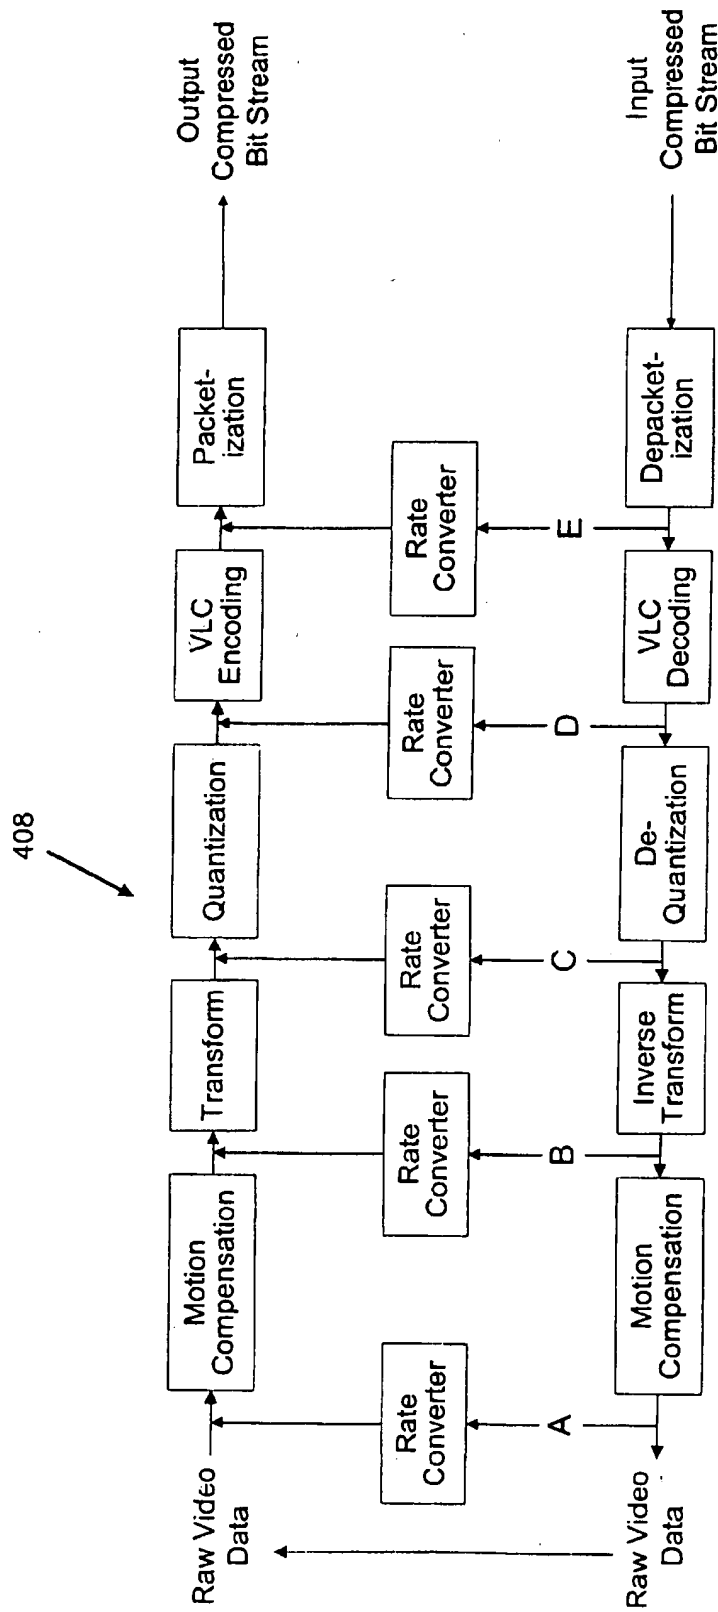 408
Raw Video
Data
Motion
Compensation
Transform
Quantization
VLC
Encoding
Packet-
ization
Output
Compressed
Bit Stream
Rate
Converter
Rate
Converter
Rate
Converter
Rate
Converter
Rate
Converter
A
B
C
D
E
Raw Video
Data
Motion
Compensation
Inverse
Transform
De-
Quantization
VLC
Decoding
Depacket-
ization
Input
Compressed
Bit Stream